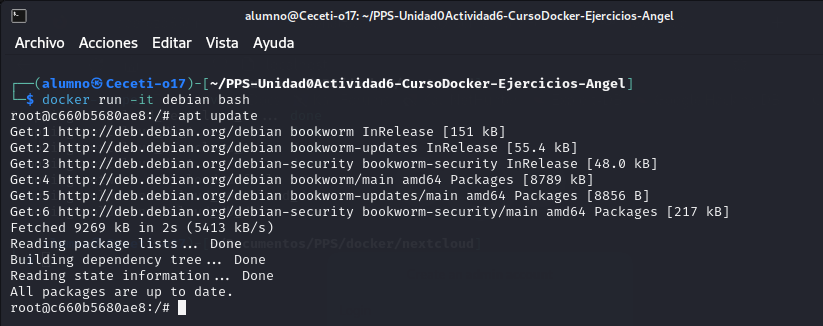 alumno@Ceceti-o17: ~/PPS-Unidad0Actividad6-CursoDocker-Ejercicios-Angel
Archivo Acciones Editar Vista Ayuda
┌──(alumno㉿Ceceti-o17)-[~/PPS-Unidad0Actividad6-CursoDocker-Ejercicios-Angel]
└─$ docker run -it debian bash
root@c660b5680ae8:/# apt update
Get:1 http://deb.debian.org/debian bookworm InRelease [151 kB]
Get:2 http://deb.debian.org/debian bookworm-updates InRelease [55.4 kB]
Get:3 http://deb.debian.org/debian-security bookworm-security InRelease [48.0 kB]
Get:4 http://deb.debian.org/debian bookworm/main amd64 Packages [8789 kB]
Get:5 http://deb.debian.org/debian bookworm-updates/main amd64 Packages [8856 B]
Get:6 http://deb.debian.org/debian-security bookworm-security/main amd64 Packages [217 kB]
Fetched 9269 kB in 2s (5413 kB/s)
Reading package lists... Done
Building dependency tree... Done
Reading state information... Done
All packages are up to date.
root@c660b5680ae8:/#